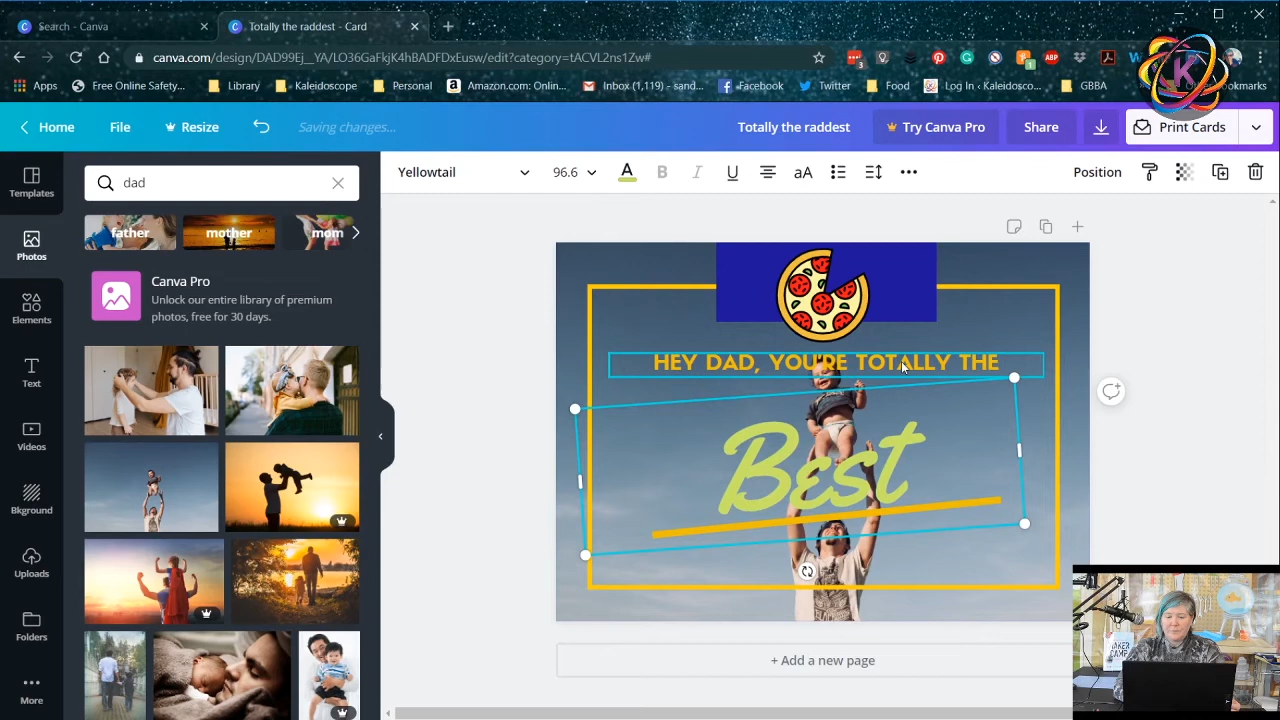 Search - Canva
Totally the raddest - Card
canva.com/design/DAD99Ej__YA/LO36GaFkjK4hBADFDxEusw/edit?category=tACVL2ns1Zw#
Apps
Free Online Safety...
Library
Kaleidoscope
Personal
Amazon.com: Onlin...
Inbox (1,119) - sand...
Facebook
Twitter
Food
Log In ‹ Kaleidosco...
GBBA
Bookmarks
Home
File
Resize
Saving changes...
Totally the raddest
Try Canva Pro
Share
Print Cards
Templates
Photos
Elements
Text
Videos
Bkground
Uploads
Folders
More
dad
father
mother
mom
Canva Pro
Unlock our entire library of premium
photos, free for 30 days.
Yellowtail
96.6
A
B
I
U
aA
Position
HEY DAD, YOU'RE TOTALLY THE
Best
+ Add a new page
K
MAKER
CAMP